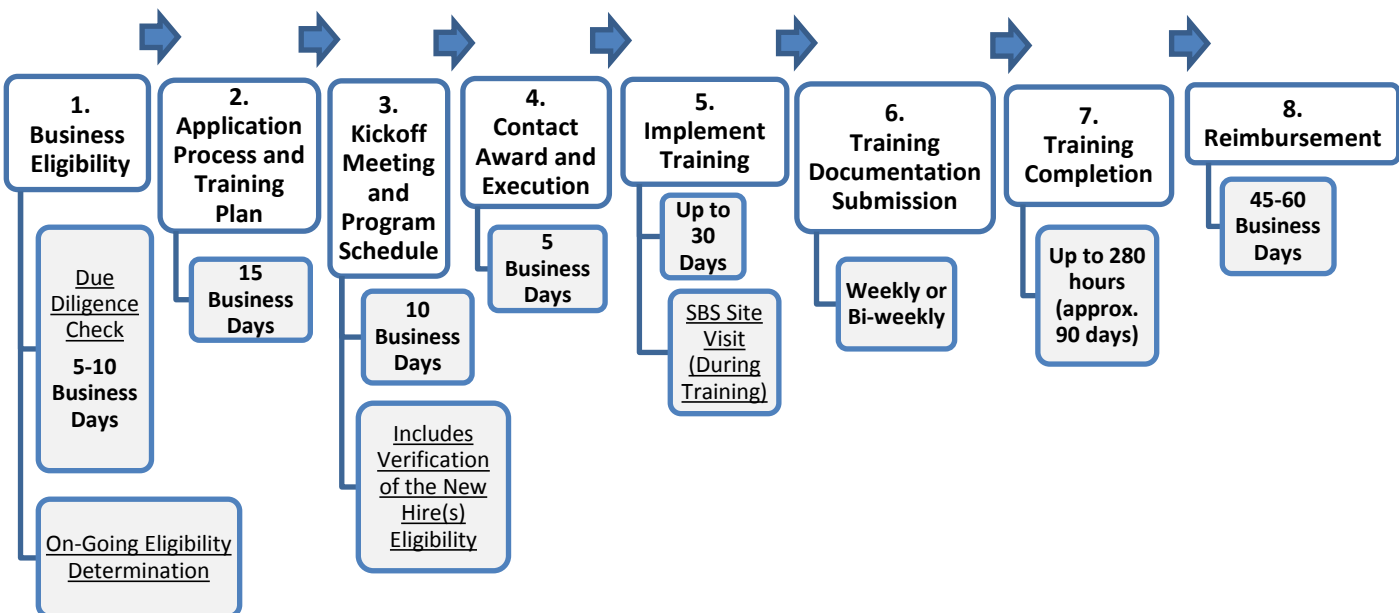 1.
Business
Eligibility
Due
Diligence
Check
5-10
Business
Days
On-Going Eligibility
Determination
2.
Application
Process and
Training
Plan
15
Business
Days
3.
Kickoff
Meeting
and
Program
Schedule
10
Business
Days
Includes
Verification
of the New
Hire(s)
Eligibility
4.
Contact
Award and
Execution
5
Business
Days
5.
Implement
Training
Up to
30
Days
SBS Site
Visit
(During
Training)
6.
Training
Documentation
Submission
Weekly or
Bi-weekly
7.
Training
Completion
Up to 280
hours
(approx.
90 days)
8.
Reimbursement
45-60
Business
Days